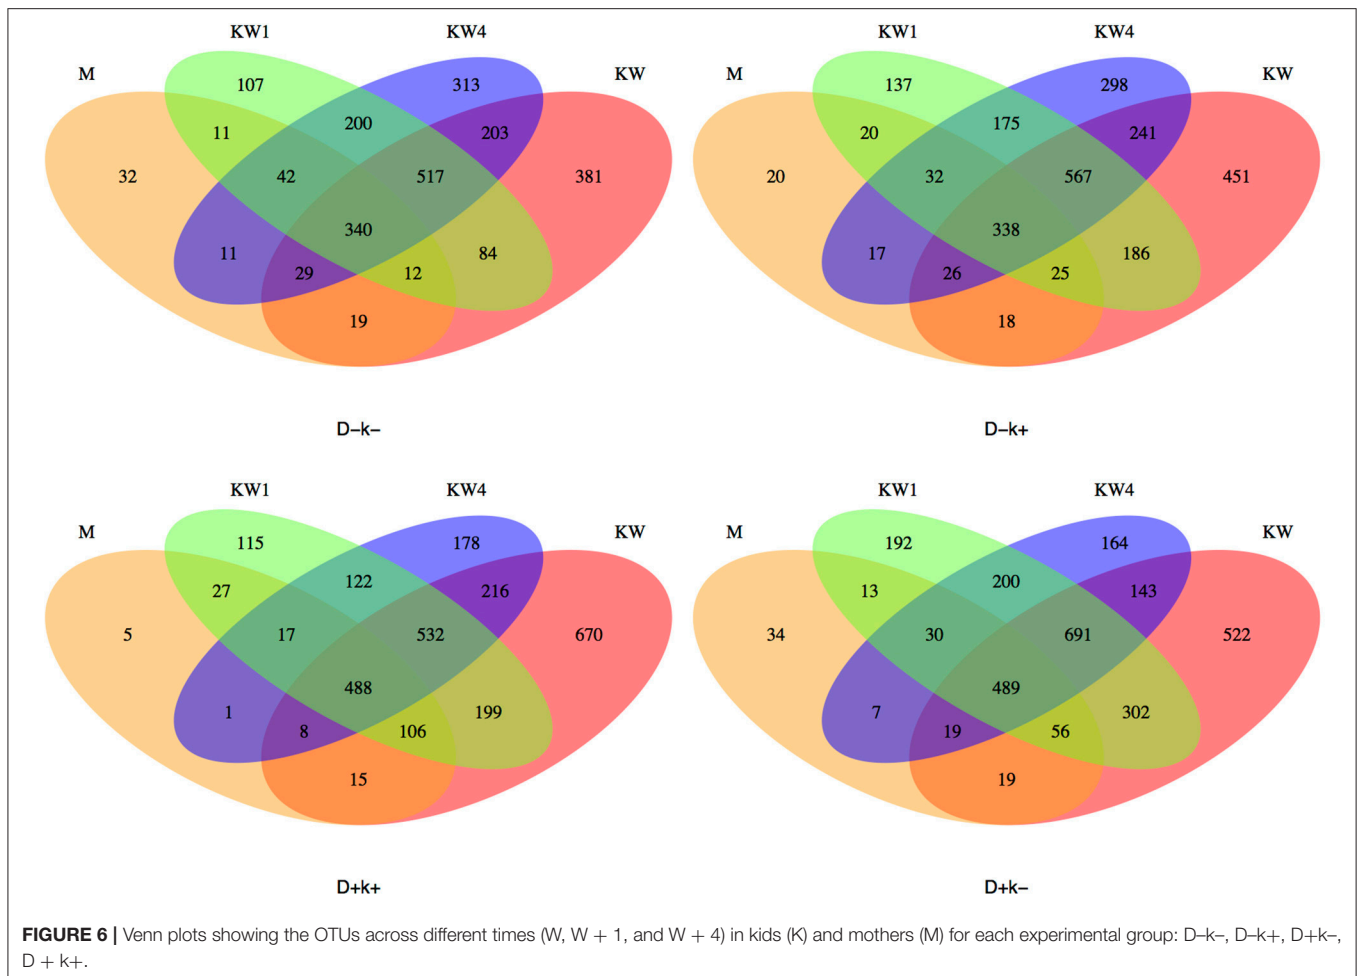 KW1 KW4 KW1 KW4
M KW M KW
107 313 137 298
11 200 203 20 175 241
32 42 517 381 20 32 567 451
340 338
11 84 17 186
29 12 26 25
19 18
D–k– D–k+
KW1 KW4 KW1 KW4
M KW M KW
115 178 192 164
27 122 216 13 200 143
5 17 532 670 34 30 691 522
488 489
1 199 7 302
8 106 19 56
15 19
D+k+ D+k–
FIGURE 6 | Venn plots showing the OTUs across different times (W, W + 1, and W + 4) in kids (K) and mothers (M) for each experimental group: D–k–, D–k+, D+k–,
D + k+.